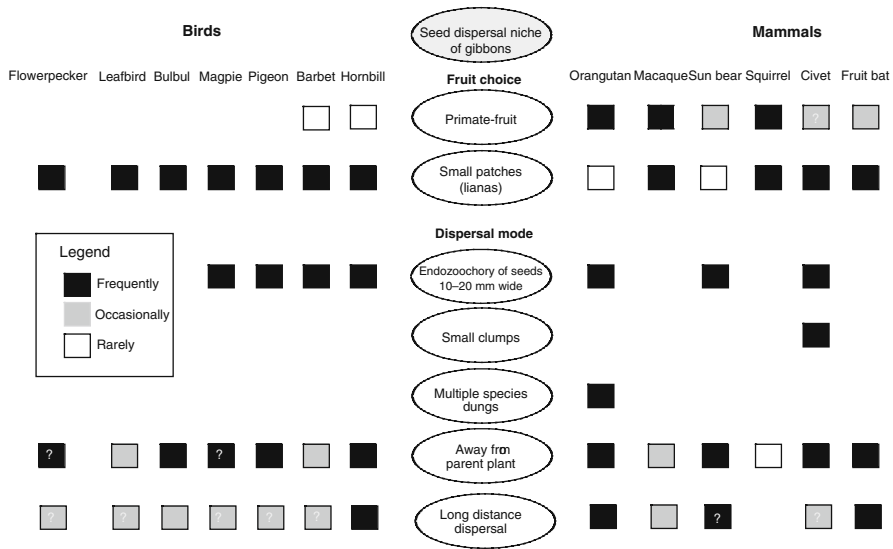 Birds
Seed dispersal niche
of gibbons
Mammals
Flowerpecker Leafbird Bulbul Magpie Pigeon Barbet Hornbill
Fruit choice
Orangutan Macaque Sun bear Squirrel Civet Fruit bat
Primate-fruit
?
Small patches
(lianas)
Dispersal mode
Legend
Frequently
Occasionally
Rarely
Endozoochory of seeds
10–20 mm wide
Small clumps
Multiple species
dungs
? ?
Away from
parent plant
? ? ? ? ?
Long distance
dispersal
? ?